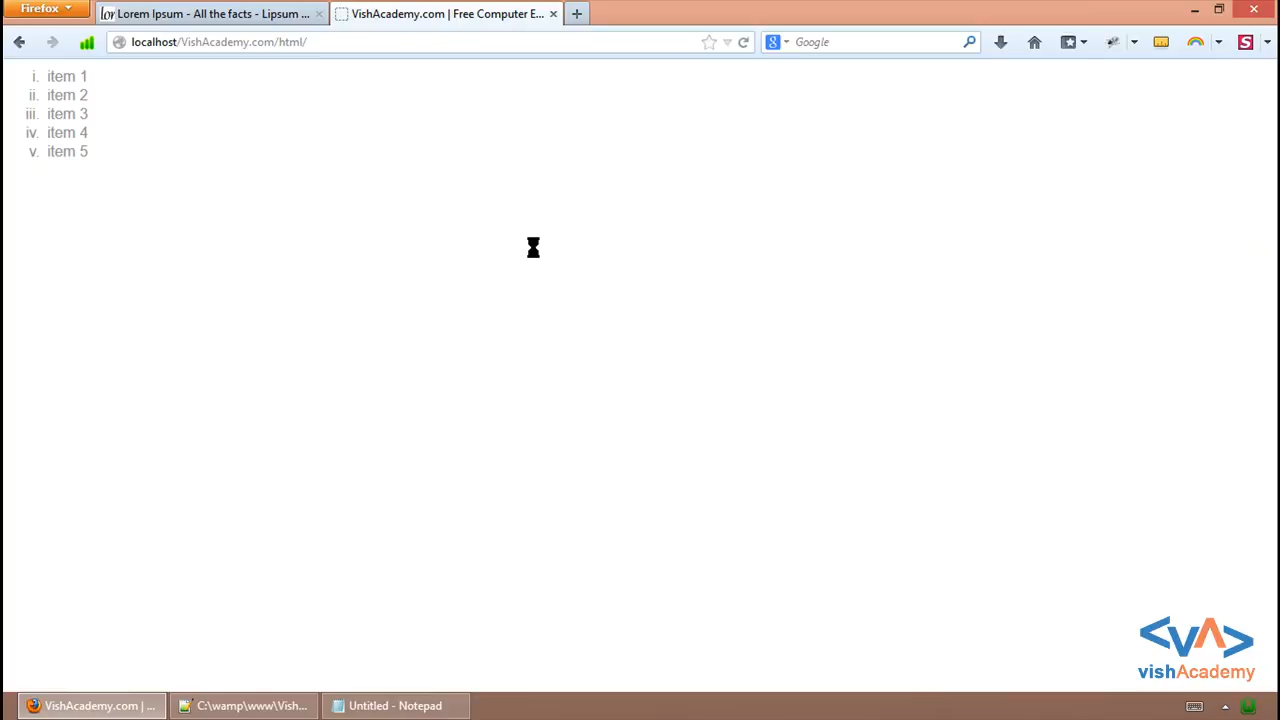 Firefox
Lorem Ipsum - All the facts - Lipsum ...
VishAcademy.com | Free Computer E...
localhost/VishAcademy.com/html/
Google
i. item 1
ii. item 2
iii. item 3
iv. item 4
v. item 5
vishAcademy
VishAcademy.com | ...
C:\wamp\www\Vish...
Untitled - Notepad